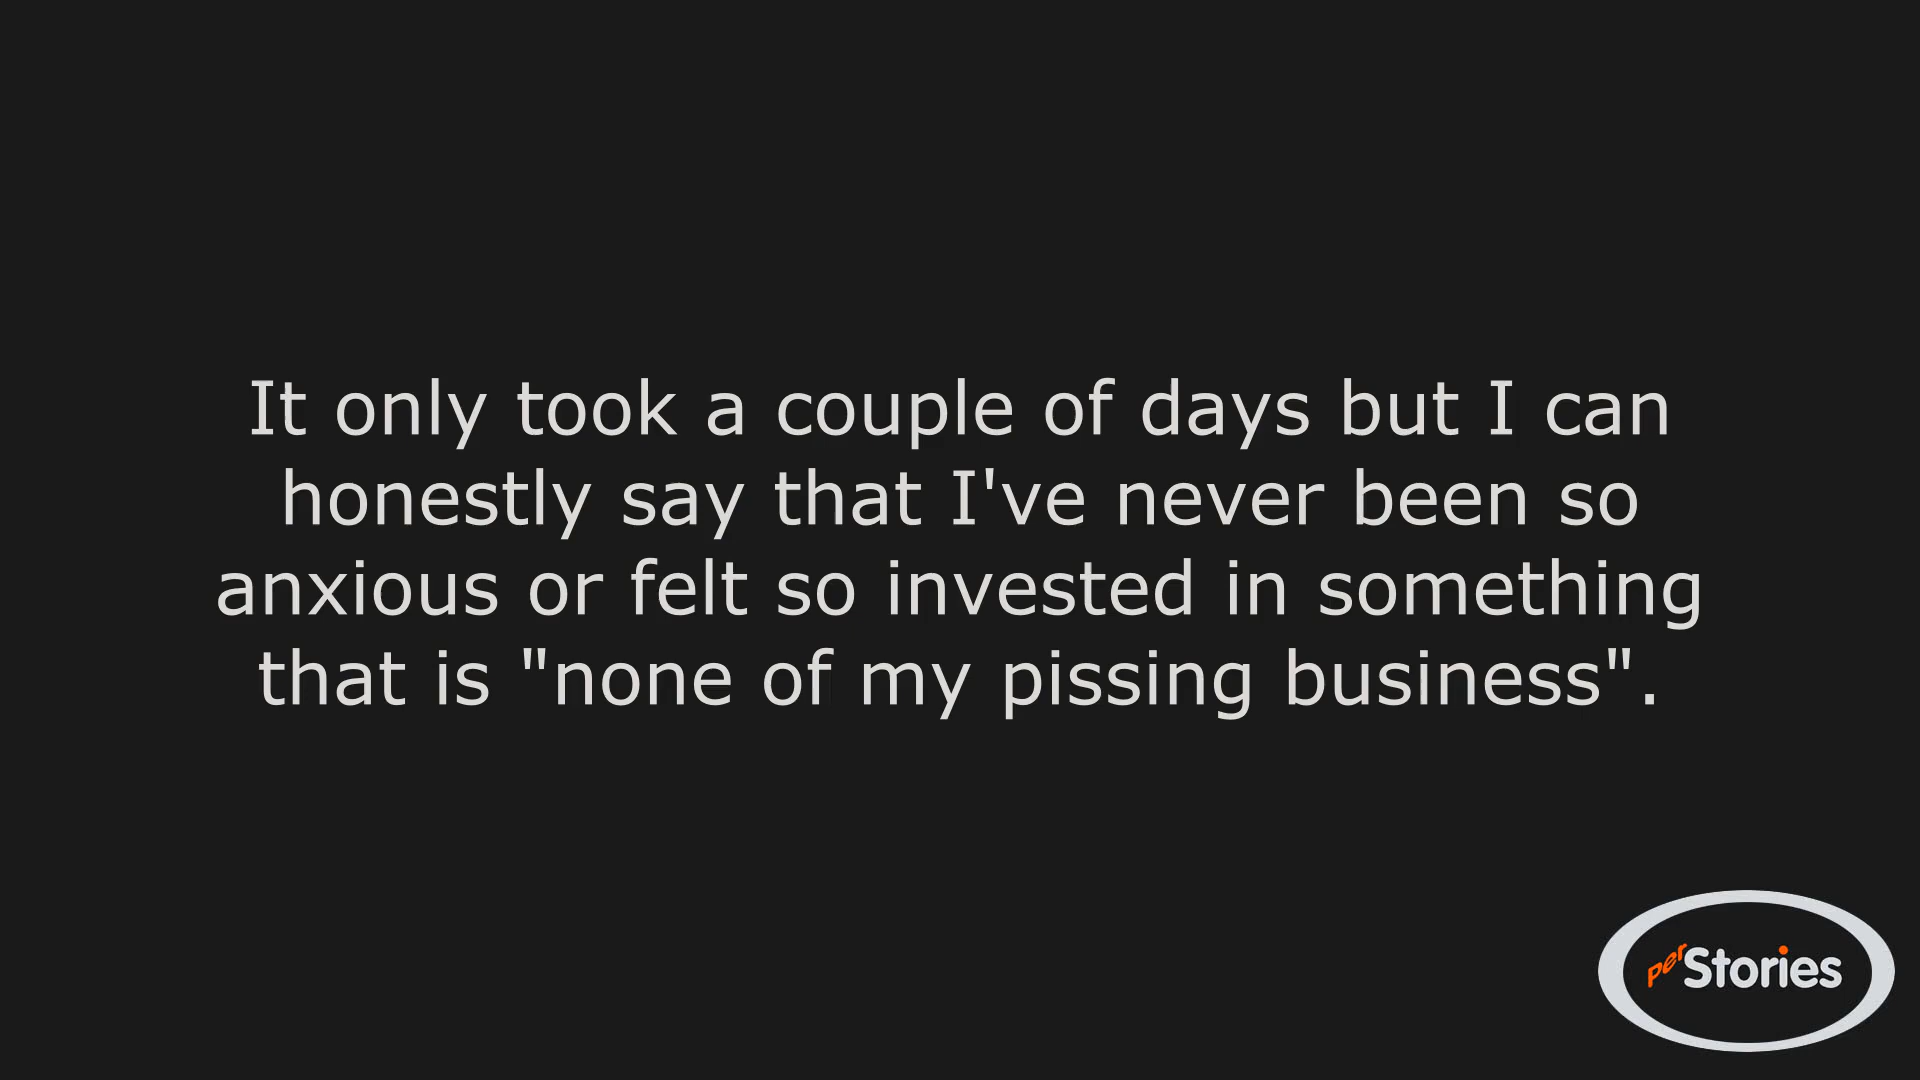 It only took a couple of days but I can
honestly say that I've never been so
anxious or felt so invested in something
that is "none of my pissing business".
perStories